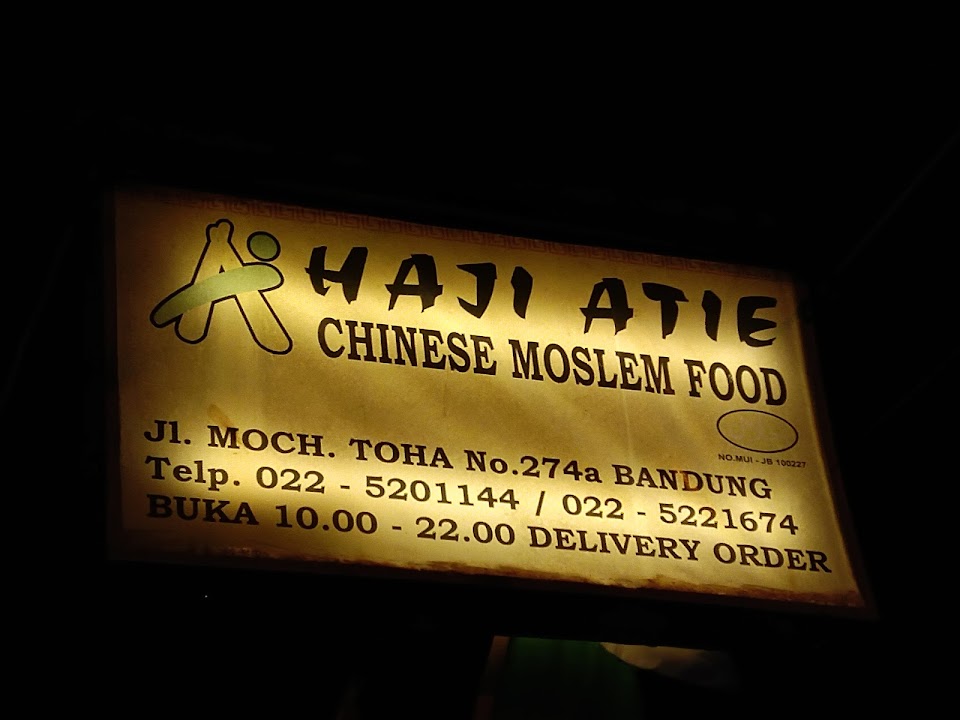 HAJI ATIE
CHINESE MOSLEM FOOD
NO.MUI - JB 100227
Jl. MOCH. TOHA No.274a BANDUNG
Telp. 022 - 5201144 / 022 - 5221674
BUKA 10.00 - 22.00 DELIVERY ORDER